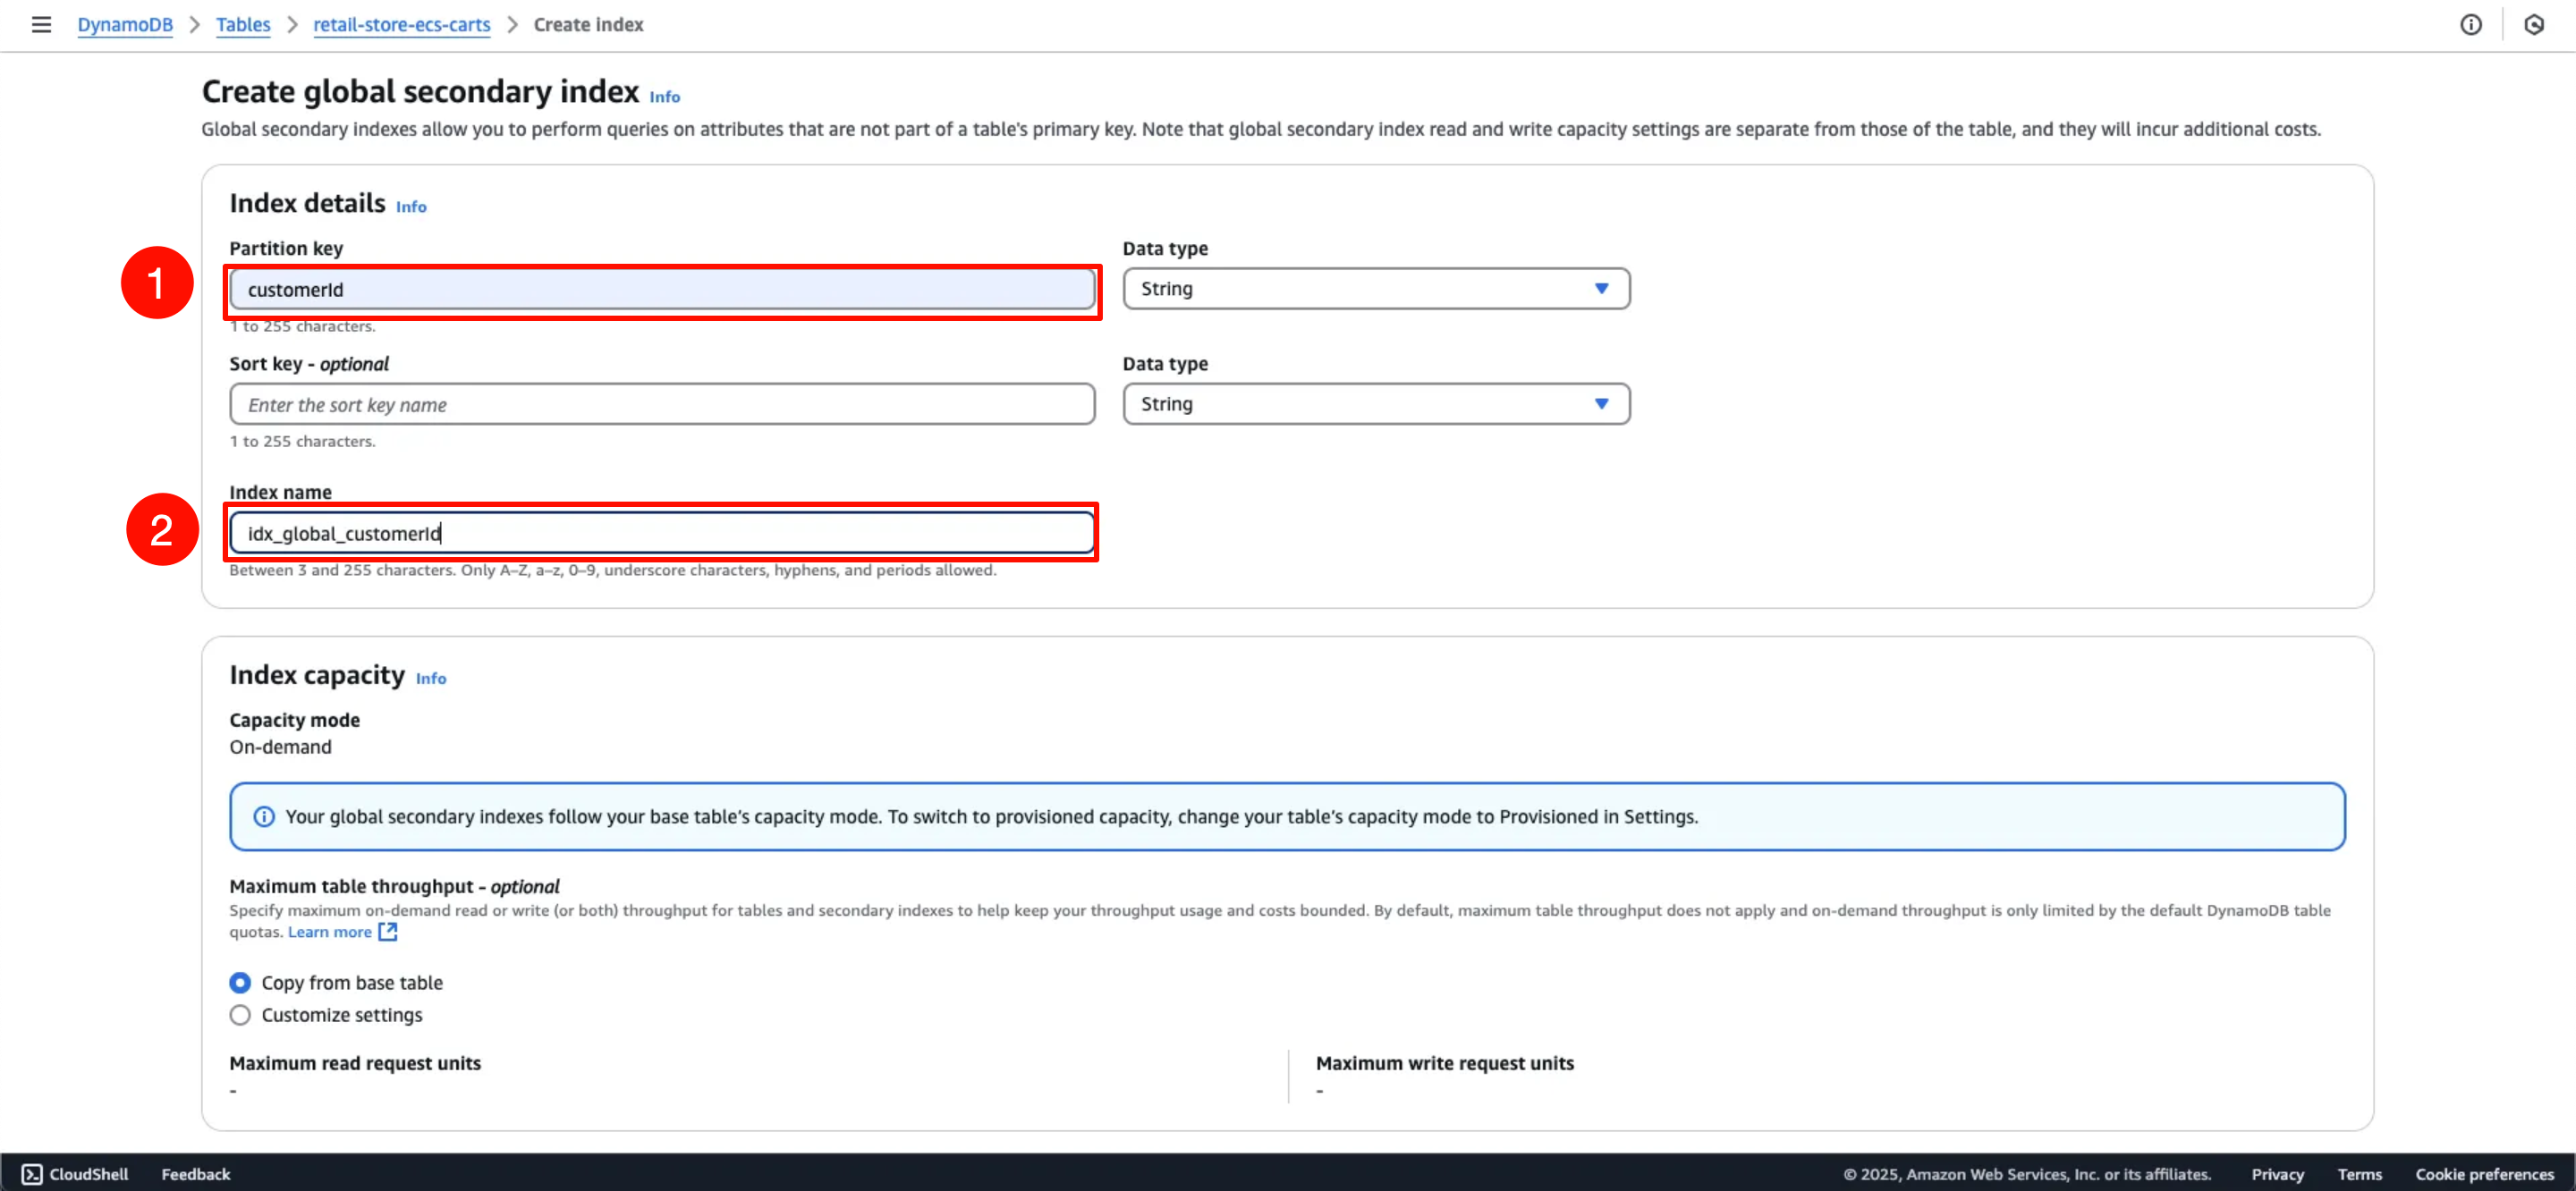 DynamoDB > Tables > retail-store-ecs-carts > Create index
Create global secondary index Info
Global secondary indexes allow you to perform queries on attributes that are not part of a table's primary key. Note that global secondary index read and write capacity settings are separate from those of the table, and they will incur additional costs.
Index details Info
Partition key
Data type
1
customerId
String
1 to 255 characters.
Sort key - optional
Data type
Enter the sort key name
String
1 to 255 characters.
Index name
2
idx_global_customerId
Between 3 and 255 characters. Only A–Z, a–z, 0–9, underscore characters, hyphens, and periods allowed.
Index capacity Info
Capacity mode
On-demand
Your global secondary indexes follow your base table's capacity mode. To switch to provisioned capacity, change your table's capacity mode to Provisioned in Settings.
Maximum table throughput - optional
Specify maximum on-demand read or write (or both) throughput for tables and secondary indexes to help keep your throughput usage and costs bounded. By default, maximum table throughput does not apply and on-demand throughput is only limited by the default DynamoDB table
quotas. Learn more
Copy from base table
Customize settings
Maximum read request units
Maximum write request units
-
-
CloudShell Feedback © 2025, Amazon Web Services, Inc. or its affiliates. Privacy Terms Cookie preferences